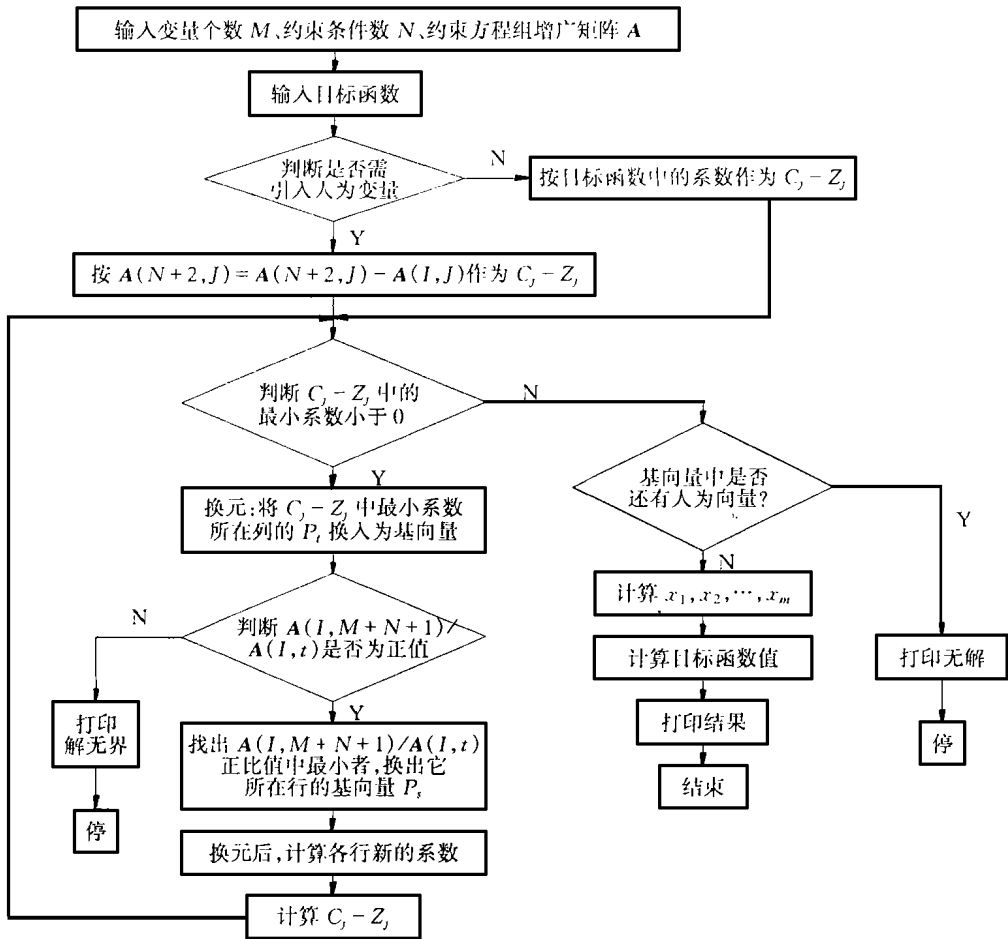 输入变量个数 M、约束条件数 N、约束方程组增广矩阵 A
输入目标函数
判断是否需
引入人为变量
N
按目标函数中的系数作为 C_J - Z_J
Y
按 A(N+2,J) = A(N+2,J) - A(I,J)作为 C_J - Z_J
判断 C_J - Z_J 中的
最小系数小于 0
N
Y
基向量中是否
还有人为向量?
Y
N
换元:将 C_J - Z_J 中最小系数
所在列的 P_t 换入为基向量
计算 x_1, x_2, ⋯, x_m
N
判断 A(I,M+N+1)/
A(I,t)是否为正值
Y
计算目标函数值
打印无解
打印
解无界
打印结果
停
找出 A(I,M+N+1)/A(I,t)
正比值中最小者,换出它
所在行的基向量 P_s
结束
停
换元后,计算各行新的系数
计算 C_J - Z_J